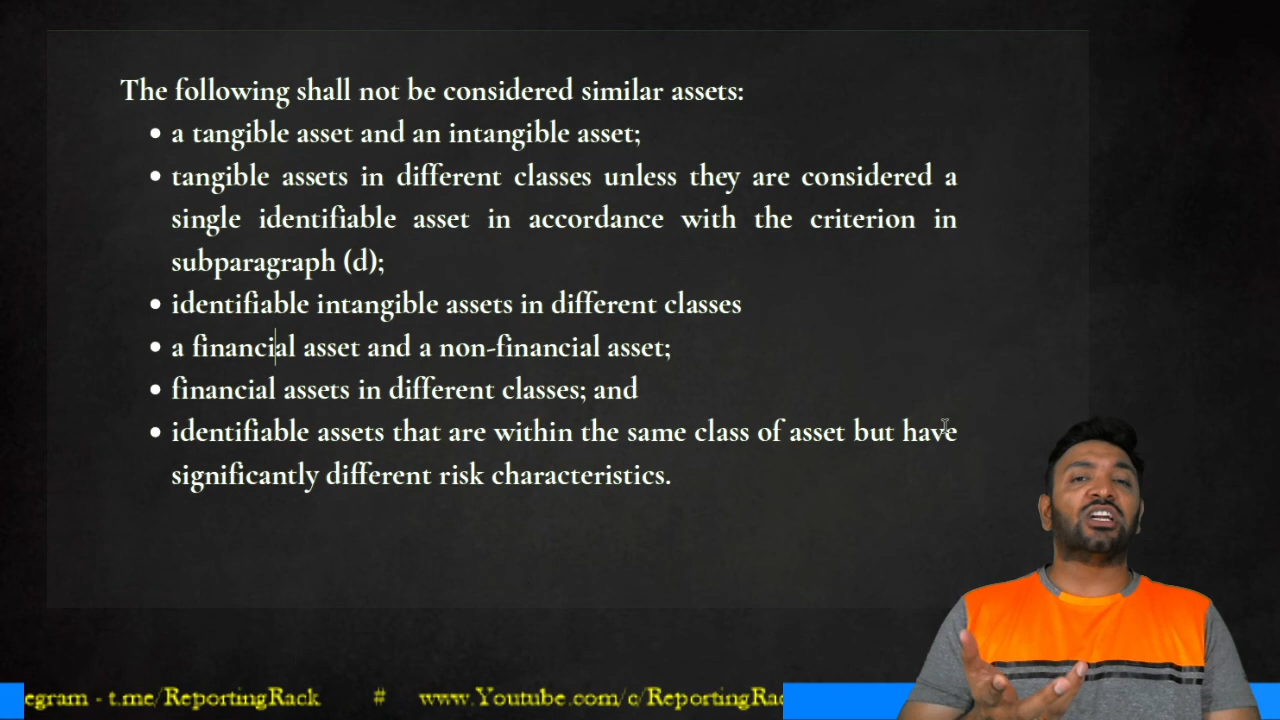 The following shall not be considered similar assets:
• a tangible asset and an intangible asset;
• tangible assets in different classes unless they are considered a
single identifiable asset in accordance with the criterion in
subparagraph (d);
• identifiable intangible assets in different classes
• a financial asset and a non-financial asset;
• financial assets in different classes; and
• identifiable assets that are within the same class of asset but have
significantly different risk characteristics.
egram - t.me/ReportingRack # www.Youtube.com/c/ReportingRac